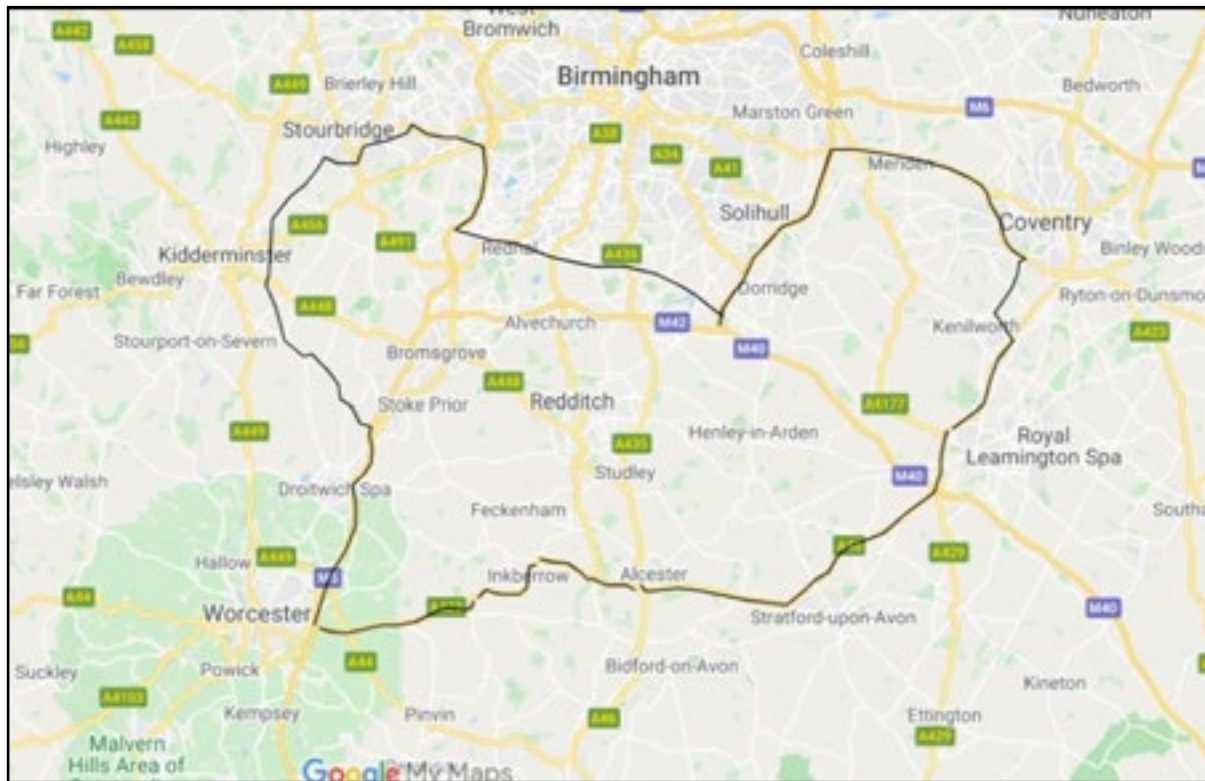 West
Bromwich
Nuneaton
A442
A458
Coleshill
Birmingham
A449
Brierley Hill
Bedworth
M6
Marston Green
A442
Stourbridge
A38
Highley
A34
A41
Meriden
M
Solihull
A456
Coventry
A491
Rednal
A435
Binley Woods
Kidderminster
Bewdley
Far Forest
Dorridge
Ryton-on-Dunsmo
A448
Alvechurch
M42
Kenilworth
A423
Stourport-on-Severn
M40
Bromsgrove
A448
Stoke Prior
Redditch
A4177
A449
A435
Henley-in-Arden
Royal
Leamington Spa
Studley
M40
elsley Walsh
Droitwich Spa
Feckenham
Southa
A429
Hallow
A449
M5
Inkberrow
Alcester
A44
Worcester
M40
Stratford-upon-Avon
Suckley
Powick
A44
Bidford-on-Avon
Kineton
A4103
Kempsey
Pinvin
A46
Ettington
A429
Malvern
Hills Area of
Google My Maps